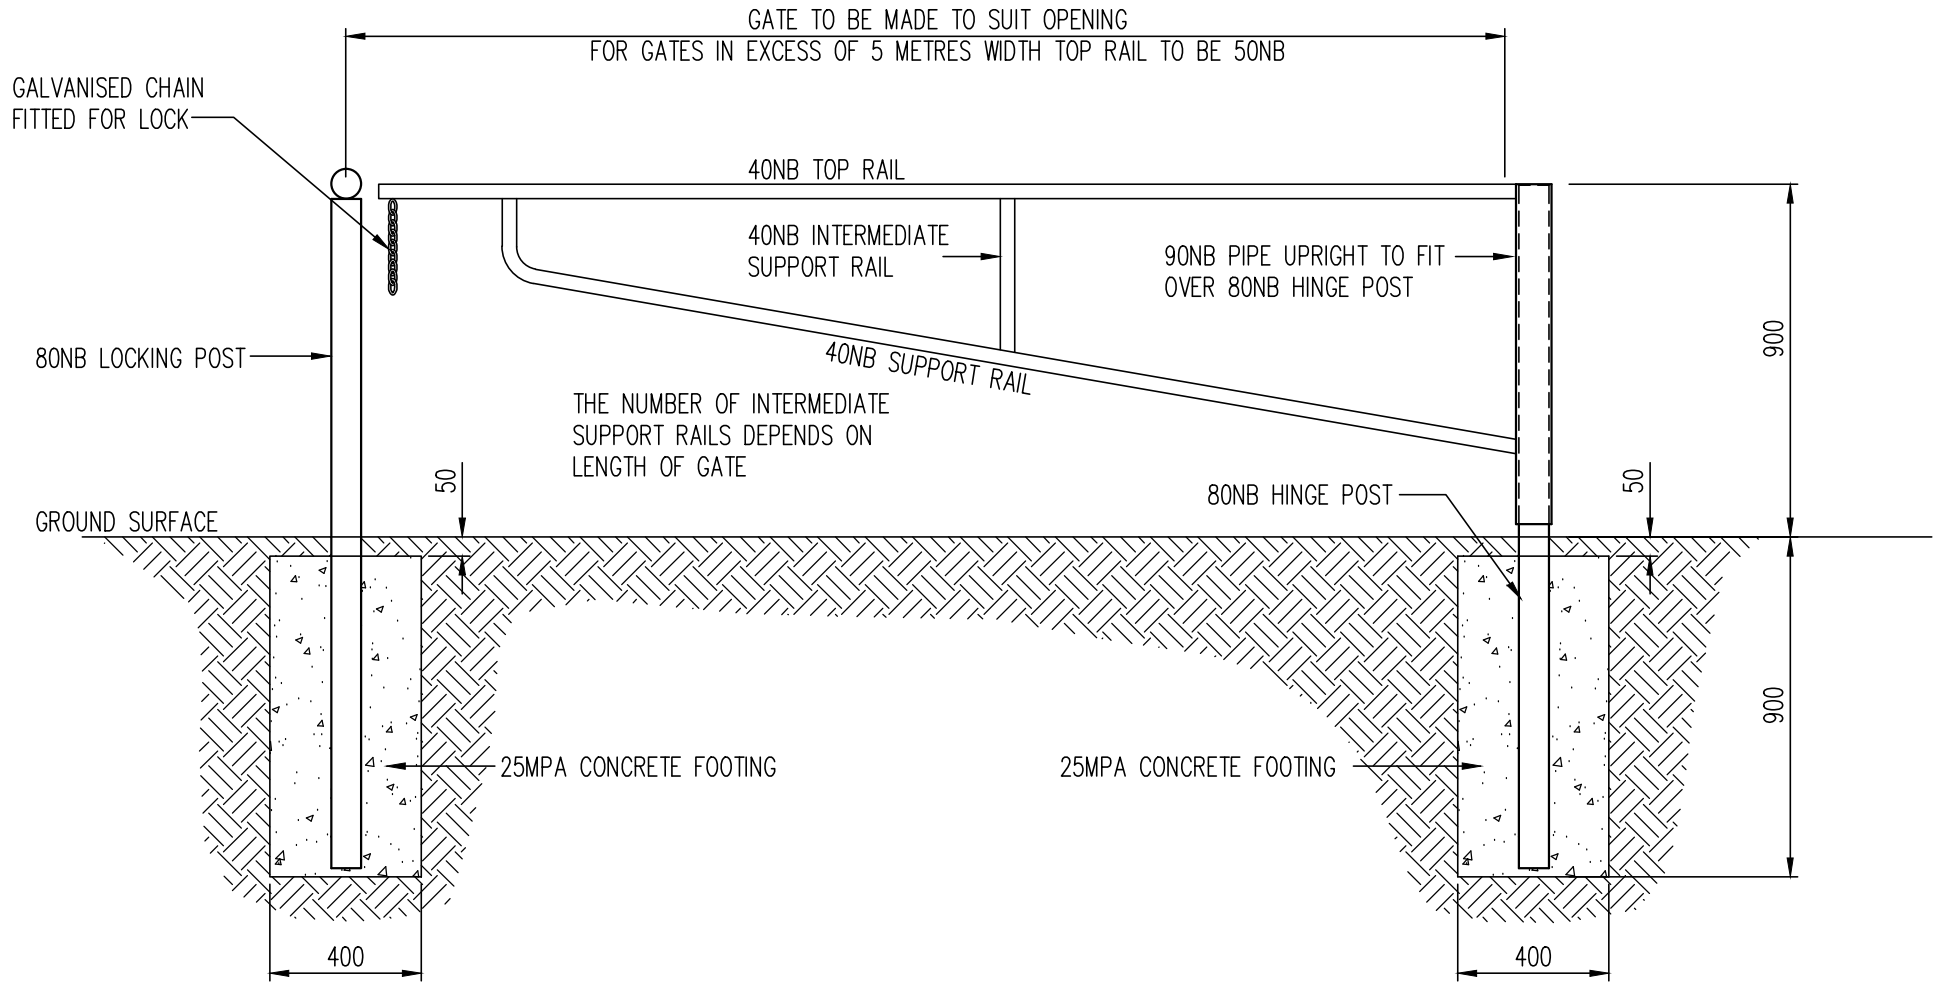 GATE TO BE MADE TO SUIT OPENING
FOR GATES IN EXCESS OF 5 METRES WIDTH TOP RAIL TO BE 50NB
GALVANISED CHAIN
FITTED FOR LOCK
40NB TOP RAIL
40NB INTERMEDIATE
SUPPORT RAIL
90NB PIPE UPRIGHT TO FIT
OVER 80NB HINGE POST
900
80NB LOCKING POST
40NB SUPPORT RAIL
THE NUMBER OF INTERMEDIATE
SUPPORT RAILS DEPENDS ON
LENGTH OF GATE
50
50
80NB HINGE POST
GROUND SURFACE
900
25MPA CONCRETE FOOTING
25MPA CONCRETE FOOTING
400
400